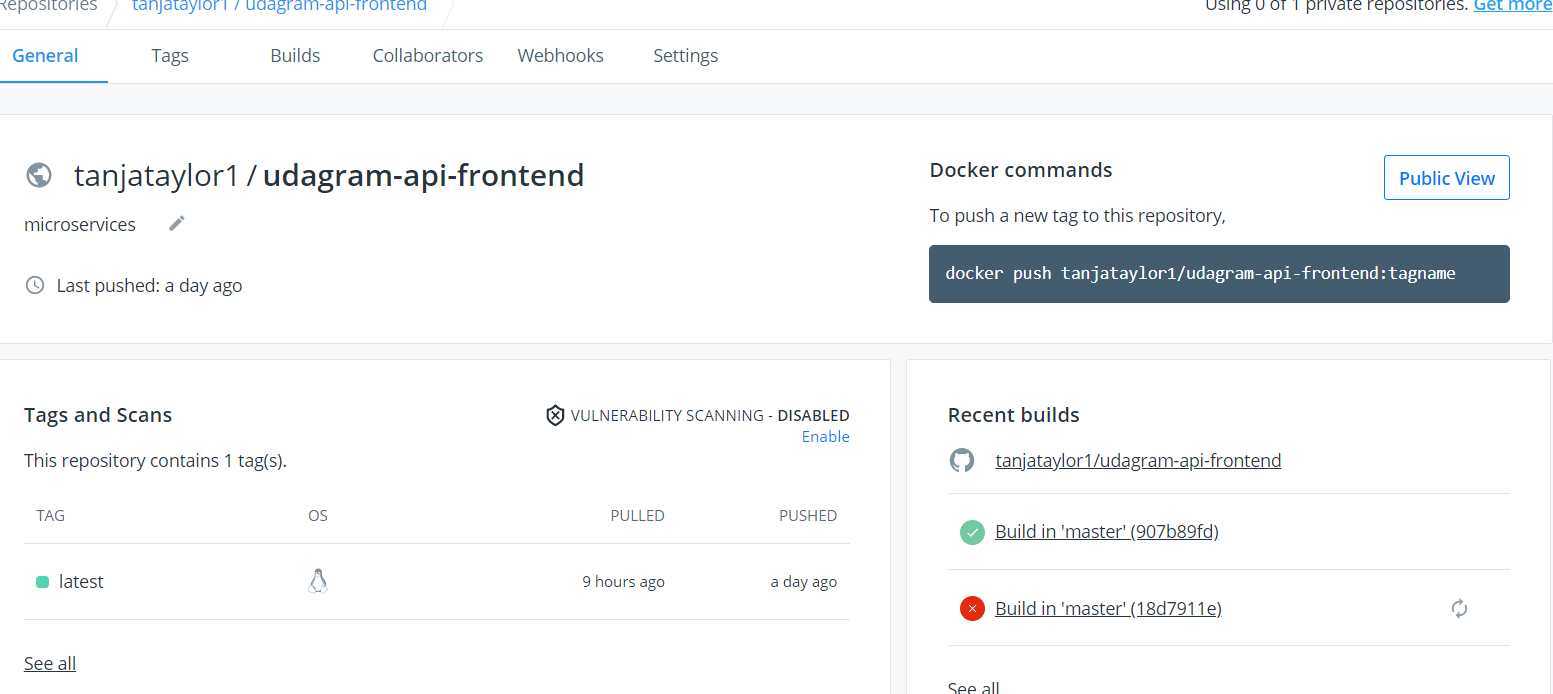 Repositories tanjataylor1 / udagram-api-frontend Using 0 of 1 private repositories. Get more
General Tags Builds Collaborators Webhooks Settings
tanjataylor1 / udagram-api-frontend
microservices
Last pushed: a day ago
Docker commands
Public View
To push a new tag to this repository,
docker push tanjataylor1/udagram-api-frontend:tagname
Tags and Scans
VULNERABILITY SCANNING - DISABLED
Enable
This repository contains 1 tag(s).
TAG OS PULLED PUSHED
latest 9 hours ago a day ago
See all
Recent builds
tanjataylor1/udagram-api-frontend
Build in 'master' (907b89fd)
Build in 'master' (18d7911e)
See all